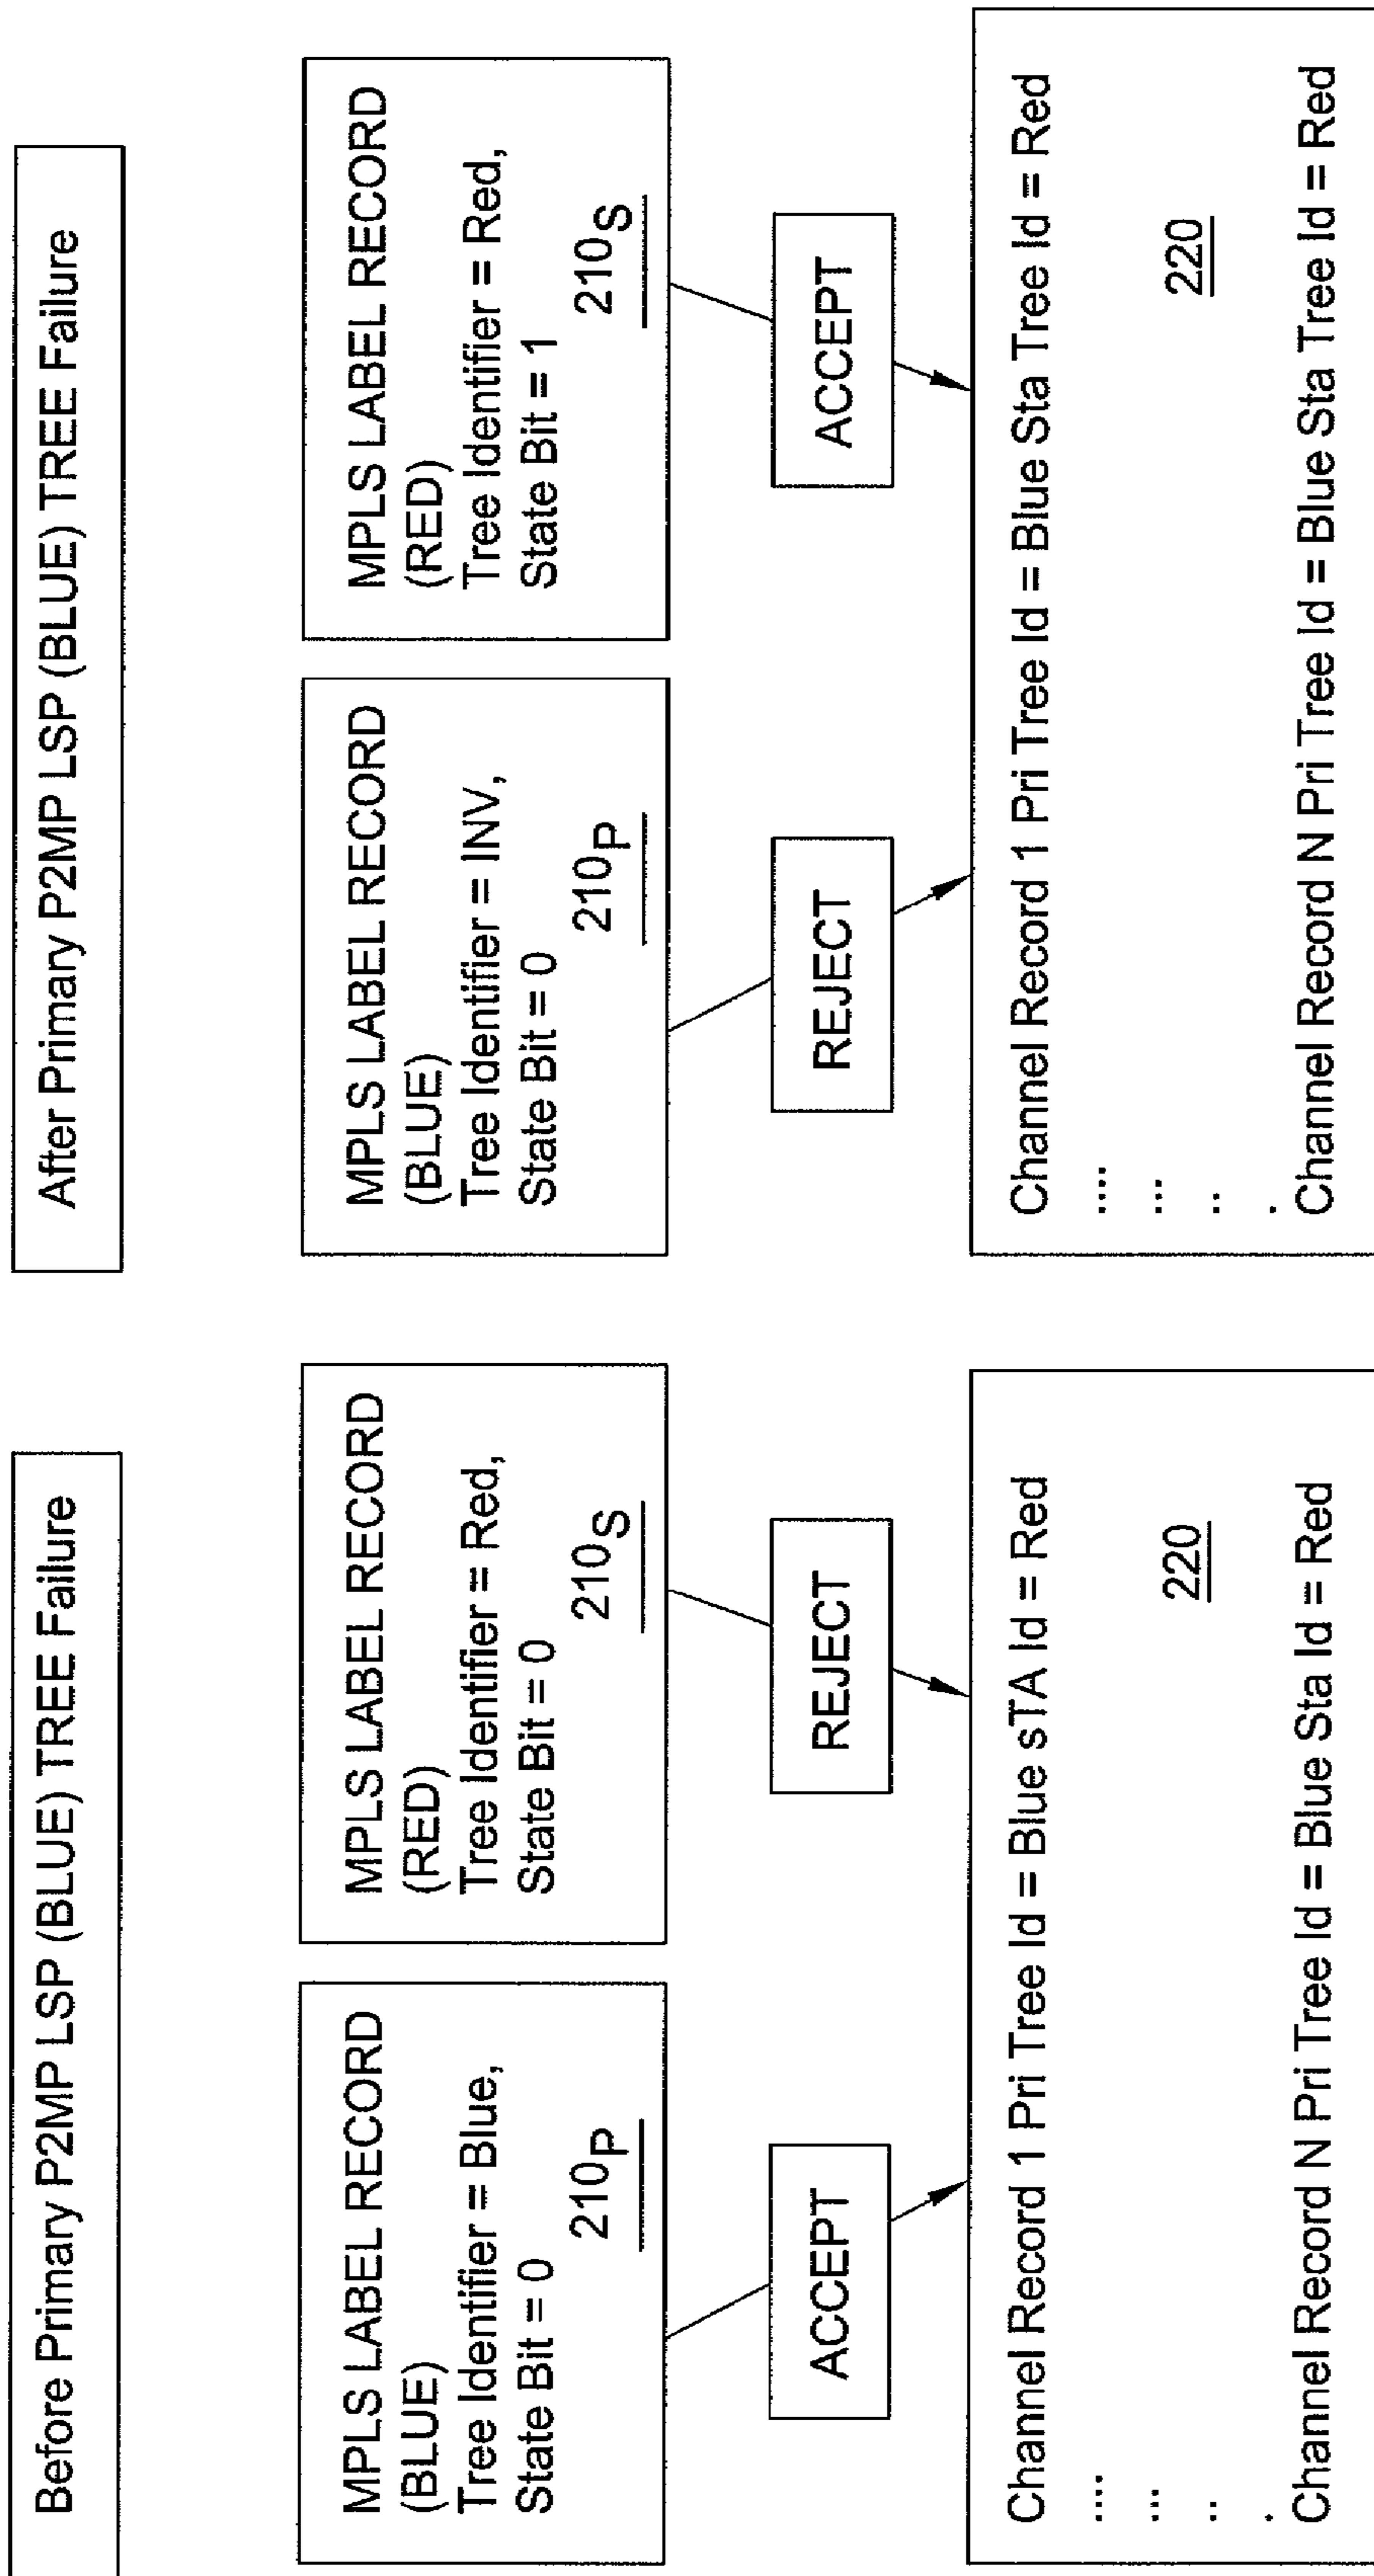 Before Primary P2MP LSP (BLUE) TREE Failure
MPLS LABEL RECORD
(BLUE)
Tree Identifier = Blue,
State Bit = 0
210P
MPLS LABEL RECORD
(RED)
Tree Identifier = Red,
State Bit = 0
210S
ACCEPT
REJECT
Channel Record 1 Pri Tree Id = Blue sTA Id = Red
....
...
..
.
220
Channel Record N Pri Tree Id = Blue Sta Id = Red
After Primary P2MP LSP (BLUE) TREE Failure
MPLS LABEL RECORD
(BLUE)
Tree Identifier = INV,
State Bit = 0
210P
MPLS LABEL RECORD
(RED)
Tree Identifier = Red,
State Bit = 1
210S
REJECT
ACCEPT
Channel Record 1 Pri Tree Id = Blue Sta Tree Id = Red
....
...
..
.
220
Channel Record N Pri Tree Id = Blue Sta Tree Id = Red